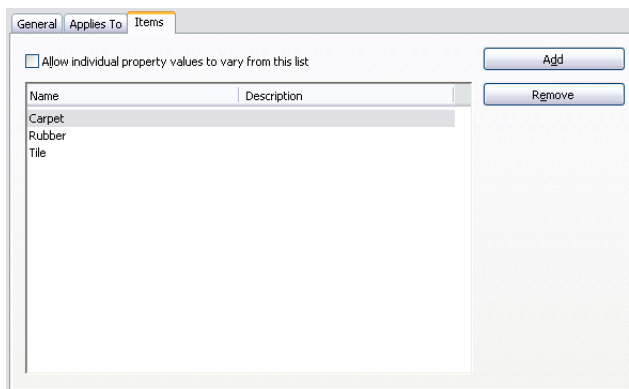 General Applies To Items
Allow individual property values to vary from this list
Add
Name Description
Remove
Carpet
Rubber
Tile